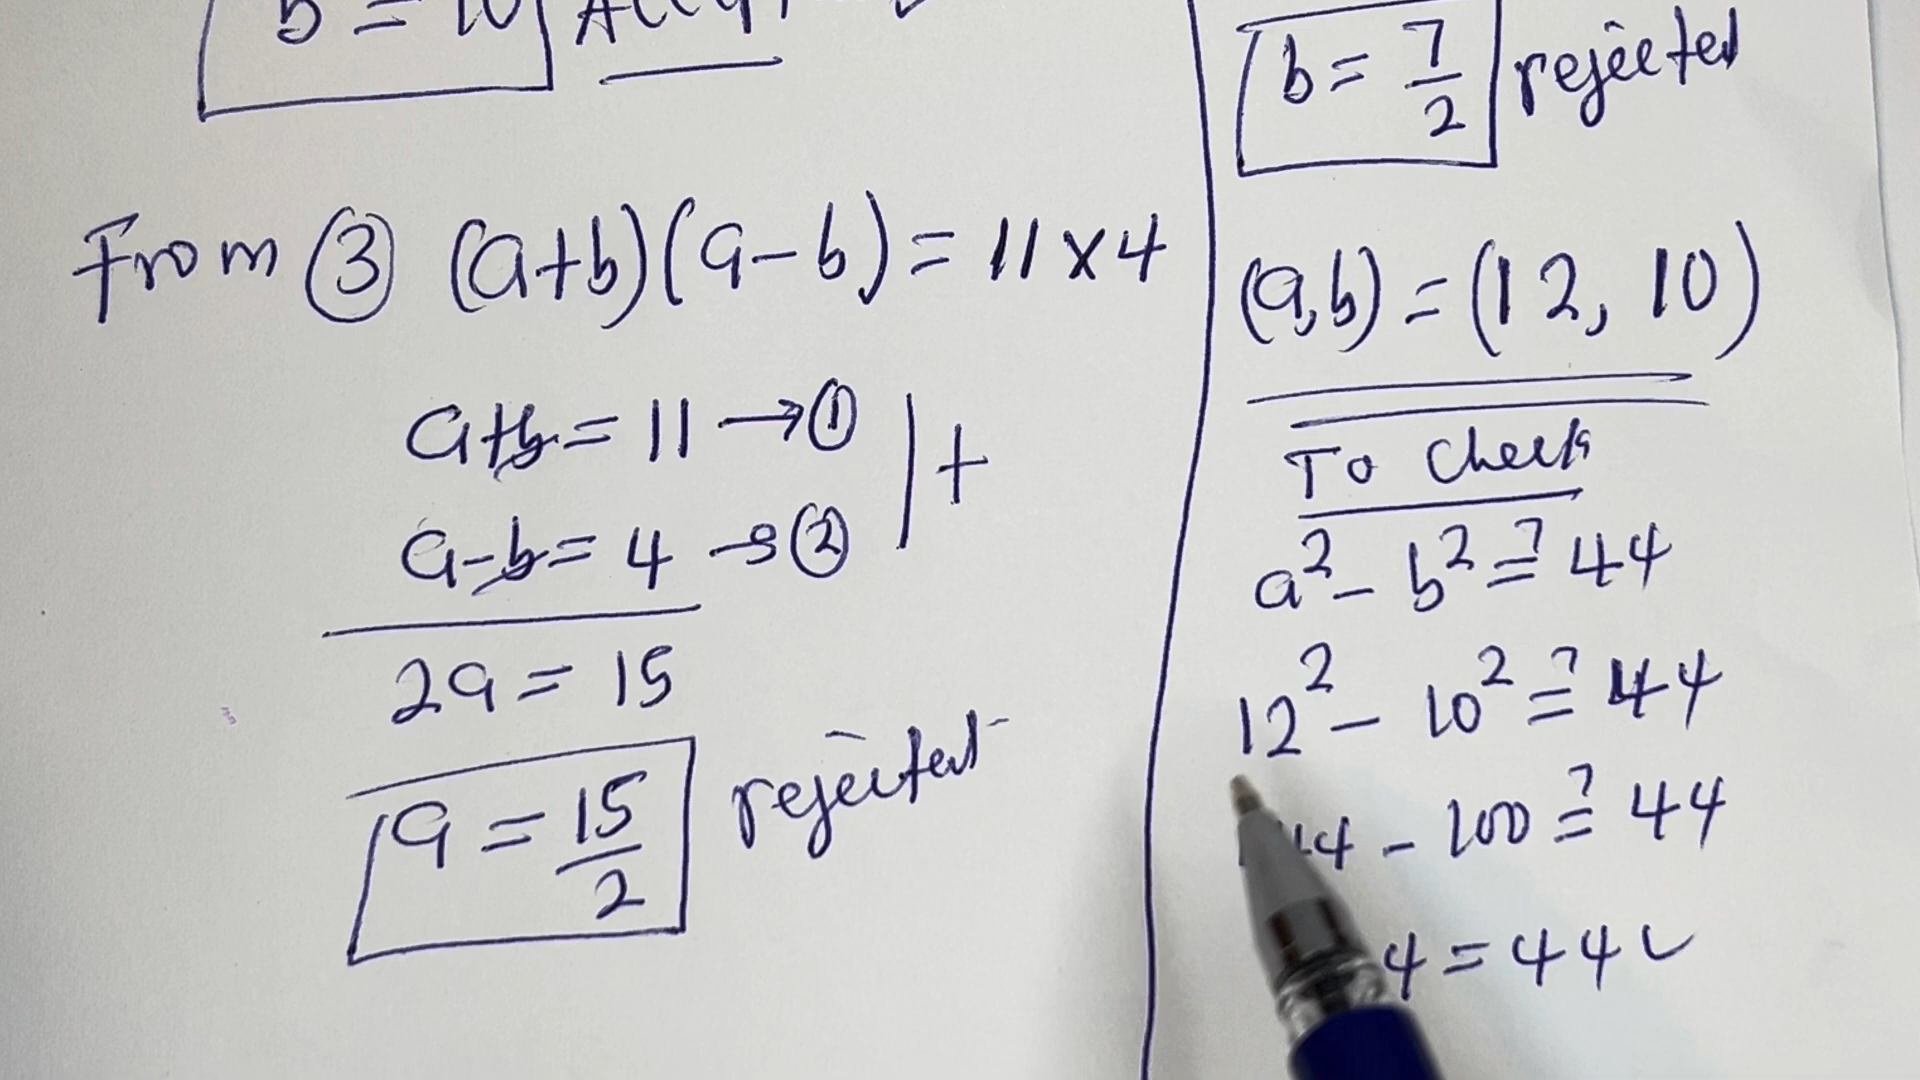 b = 10
From ③ (a+b)(a-b) = 11 × 4
a+b = 11 → ①
a-b = 4 → ②
+
2a = 15
a = 15/2 rejected
b = 7/2 rejected
(a,b) = (12, 10)
To Check
a² - b² ≟ 44
12² - 10² ≟ 44
44 - 100 ≟ 44
4 = 44 ✓